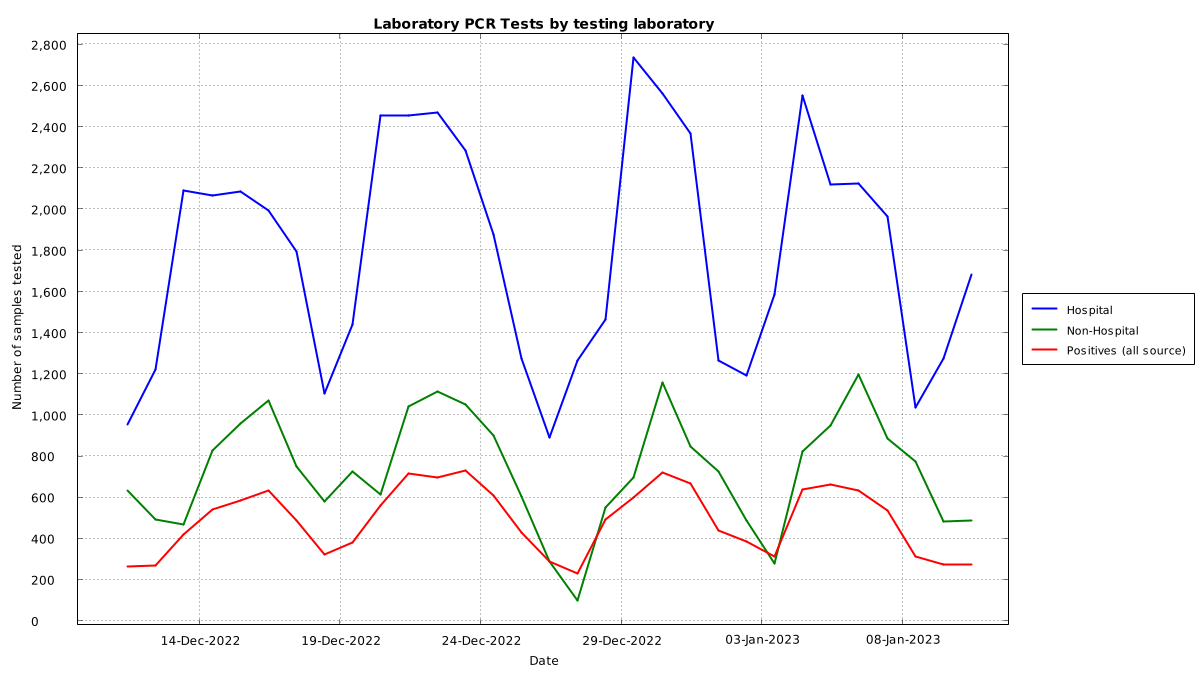 Laboratory PCR Tests by testing laboratory
2,800
2,600
2,400
2,200
2,000
1,800
1,600
1,400
1,200
1,000
800
600
400
200
0
Number of samples tested
14-Dec-2022
19-Dec-2022
24-Dec-2022
29-Dec-2022
03-Jan-2023
08-Jan-2023
Date
Hospital
Non-Hospital
Positives (all source)